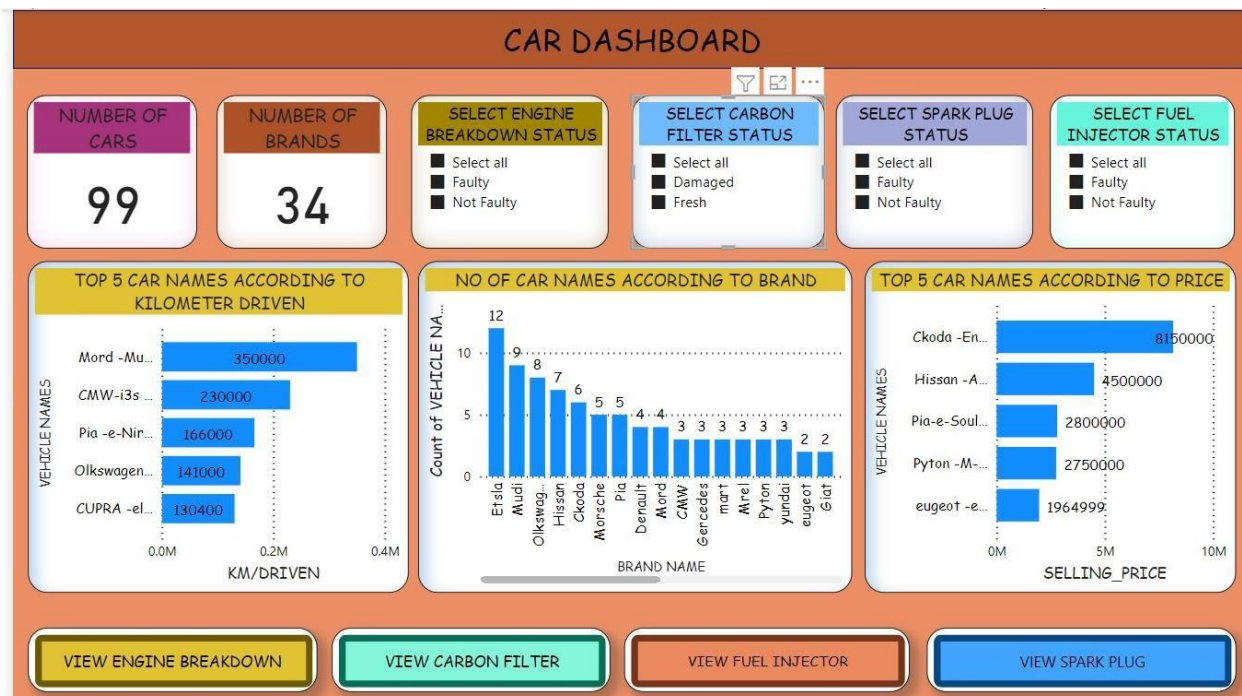 CAR DASHBOARD
NUMBER OF
CARS
99
NUMBER OF
BRANDS
34
SELECT ENGINE
BREAKDOWN STATUS
Select all
Faulty
Not Faulty
SELECT CARBON
FILTER STATUS
Select all
Damaged
Fresh
SELECT SPARK PLUG
STATUS
Select all
Faulty
Not Faulty
SELECT FUEL
INJECTOR STATUS
Select all
Faulty
Not Faulty
TOP 5 CAR NAMES ACCORDING TO
KILOMETER DRIVEN
VEHICLE NAMES
Mord -Mu... 350000
CMW-i3s ... 230000
Pia -e-Nir... 166000
Olkswagen... 141000
CUPRA -el... 130400
0.0M 0.2M 0.4M
KM/DRIVEN
NO OF CAR NAMES ACCORDING TO BRAND
Count of VEHICLE NA...
10
5
0
12 9 8 7 6 5 5 4 4 3 3 3 3 3 3 2 2
Etsla
Mudi
Olkswag...
Hissan
Ckoda
Morsche
Pia
Denault
Mord
CMW
Gercedes
mart
Mrel
Pyton
yundai
eugeot
Giat
BRAND NAME
TOP 5 CAR NAMES ACCORDING TO PRICE
VEHICLE NAMES
Ckoda -En... 8150000
Hissan -A... 4500000
Pia-e-Soul... 2800000
Pyton -M-... 2750000
eugeot -e... 1964999
0M 5M 10M
SELLING_PRICE
VIEW ENGINE BREAKDOWN
VIEW CARBON FILTER
VIEW FUEL INJECTOR
VIEW SPARK PLUG